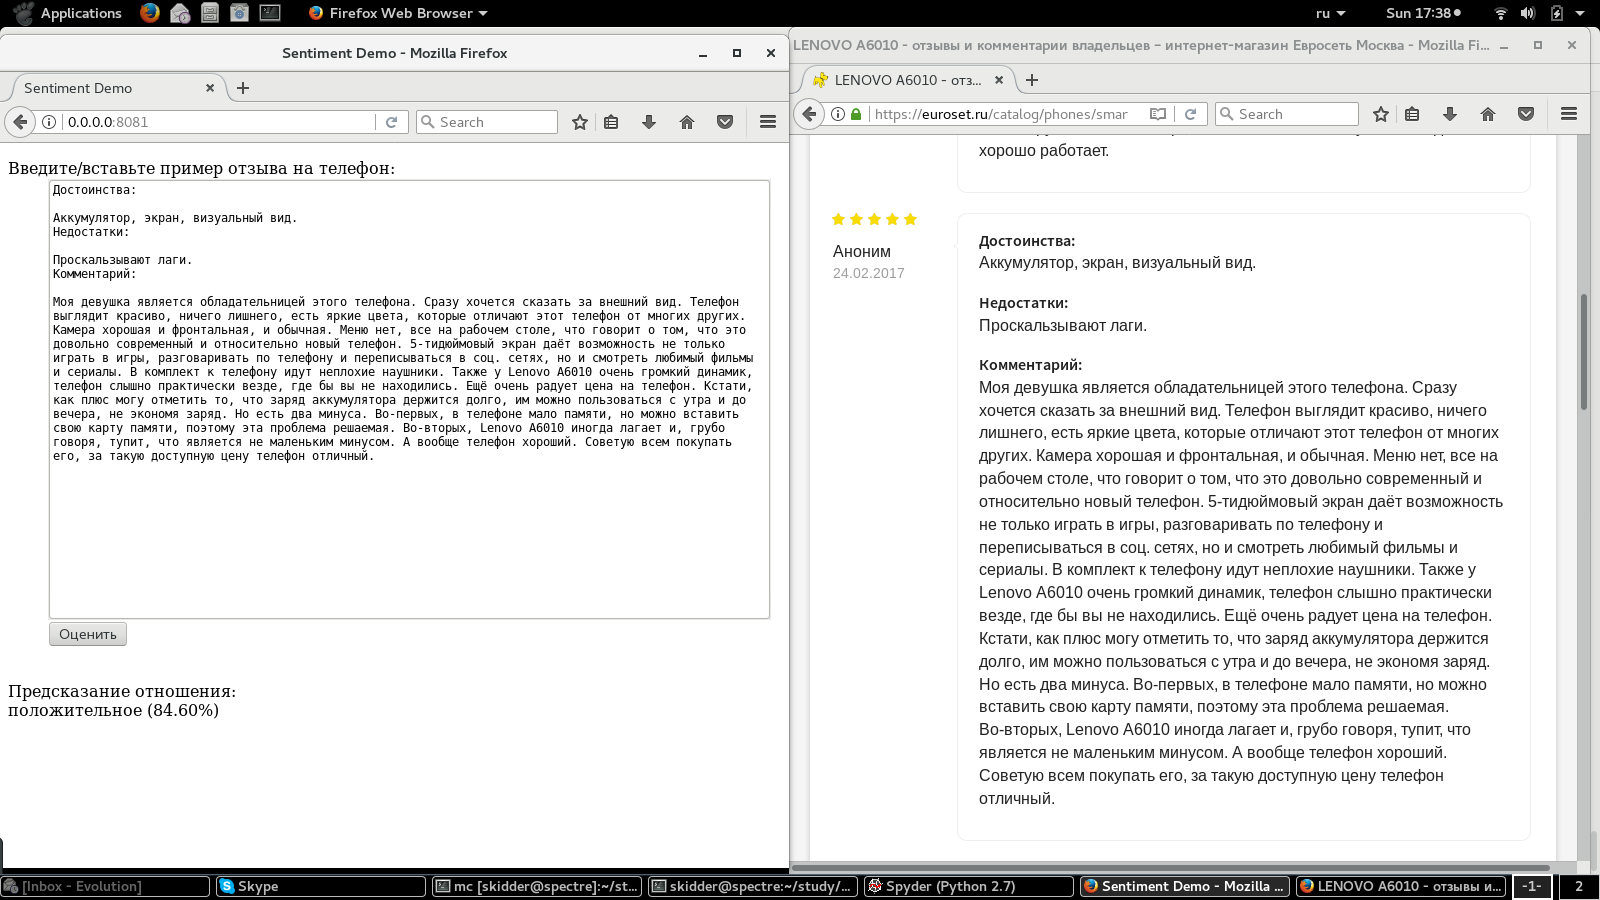 Applications
Firefox Web Browser
ru
Sun 17:38
Sentiment Demo - Mozilla Firefox
Sentiment Demo
0.0.0.0:8081
Search
Введите/вставьте пример отзыва на телефон:
Достоинства:
Аккумулятор, экран, визуальный вид.
Недостатки:
Проскальзывают лаги.
Комментарий:
Моя девушка является обладательницей этого телефона. Сразу хочется сказать за внешний вид. Телефон
выглядит красиво, ничего лишнего, есть яркие цвета, которые отличают этот телефон от многих других.
Камера хорошая и фронтальная, и обычная. Меню нет, все на рабочем столе, что говорит о том, что это
довольно современный и относительно новый телефон. 5-тидюймовый экран даёт возможность не только
играть в игры, разговаривать по телефону и переписываться в соц. сетях, но и смотреть любимый фильмы
и сериалы. В комплект к телефону идут неплохие наушники. Также у Lenovo A6010 очень громкий динамик,
телефон слышно практически везде, где бы вы не находились. Ещё очень радует цена на телефон. Кстати,
как плюс могу отметить то, что заряд аккумулятора держится долго, им можно пользоваться с утра и до
вечера, не экономя заряд. Но есть два минуса. Во-первых, в телефоне мало памяти, но можно вставить
свою карту памяти, поэтому эта проблема решаемая. Во-вторых, Lenovo A6010 иногда лагает и, грубо
говоря, тупит, что является не маленьким минусом. А вообще телефон хороший. Советую всем покупать
его, за такую доступную цену телефон отличный.
Оценить
Предсказание отношения:
положительное (84.60%)
LENOVO A6010 - отзывы и комментарии владельцев – интернет-магазин Евросеть Москва - Mozilla Fi...
LENOVO A6010 - отз...
https://euroset.ru/catalog/phones/smar
Search
хорошо работает.
Аноним
24.02.2017
Достоинства:
Аккумулятор, экран, визуальный вид.
Недостатки:
Проскальзывают лаги.
Комментарий:
Моя девушка является обладательницей этого телефона. Сразу
хочется сказать за внешний вид. Телефон выглядит красиво, ничего
лишнего, есть яркие цвета, которые отличают этот телефон от многих
других. Камера хорошая и фронтальная, и обычная. Меню нет, все на
рабочем столе, что говорит о том, что это довольно современный и
относительно новый телефон. 5-тидюймовый экран даёт возможность
не только играть в игры, разговаривать по телефону и
переписываться в соц. сетях, но и смотреть любимый фильмы и
сериалы. В комплект к телефону идут неплохие наушники. Также у
Lenovo A6010 очень громкий динамик, телефон слышно практически
везде, где бы вы не находились. Ещё очень радует цена на телефон.
Кстати, как плюс могу отметить то, что заряд аккумулятора держится
долго, им можно пользоваться с утра и до вечера, не экономя заряд.
Но есть два минуса. Во-первых, в телефоне мало памяти, но можно
вставить свою карту памяти, поэтому эта проблема решаемая.
Во-вторых, Lenovo A6010 иногда лагает и, грубо говоря, тупит, что
является не маленьким минусом. А вообще телефон хороший.
Советую всем покупать его, за такую доступную цену телефон
отличный.
[Inbox - Evolution]
Skype
mc [skidder@spectre]:~/st...
skidder@spectre:~/study/...
Spyder (Python 2.7)
Sentiment Demo - Mozilla ...
LENOVO A6010 - отзывы и...
-1-
2